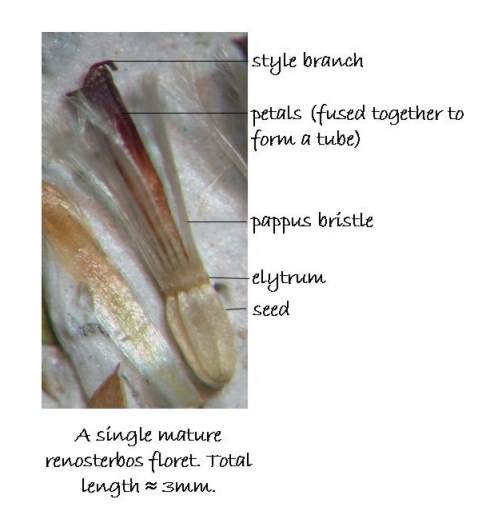 style branch
petals (fused together to
form a tube)
pappus bristle
elytrum
seed
A single mature
renosterbos floret. Total
length ≈ 3mm.